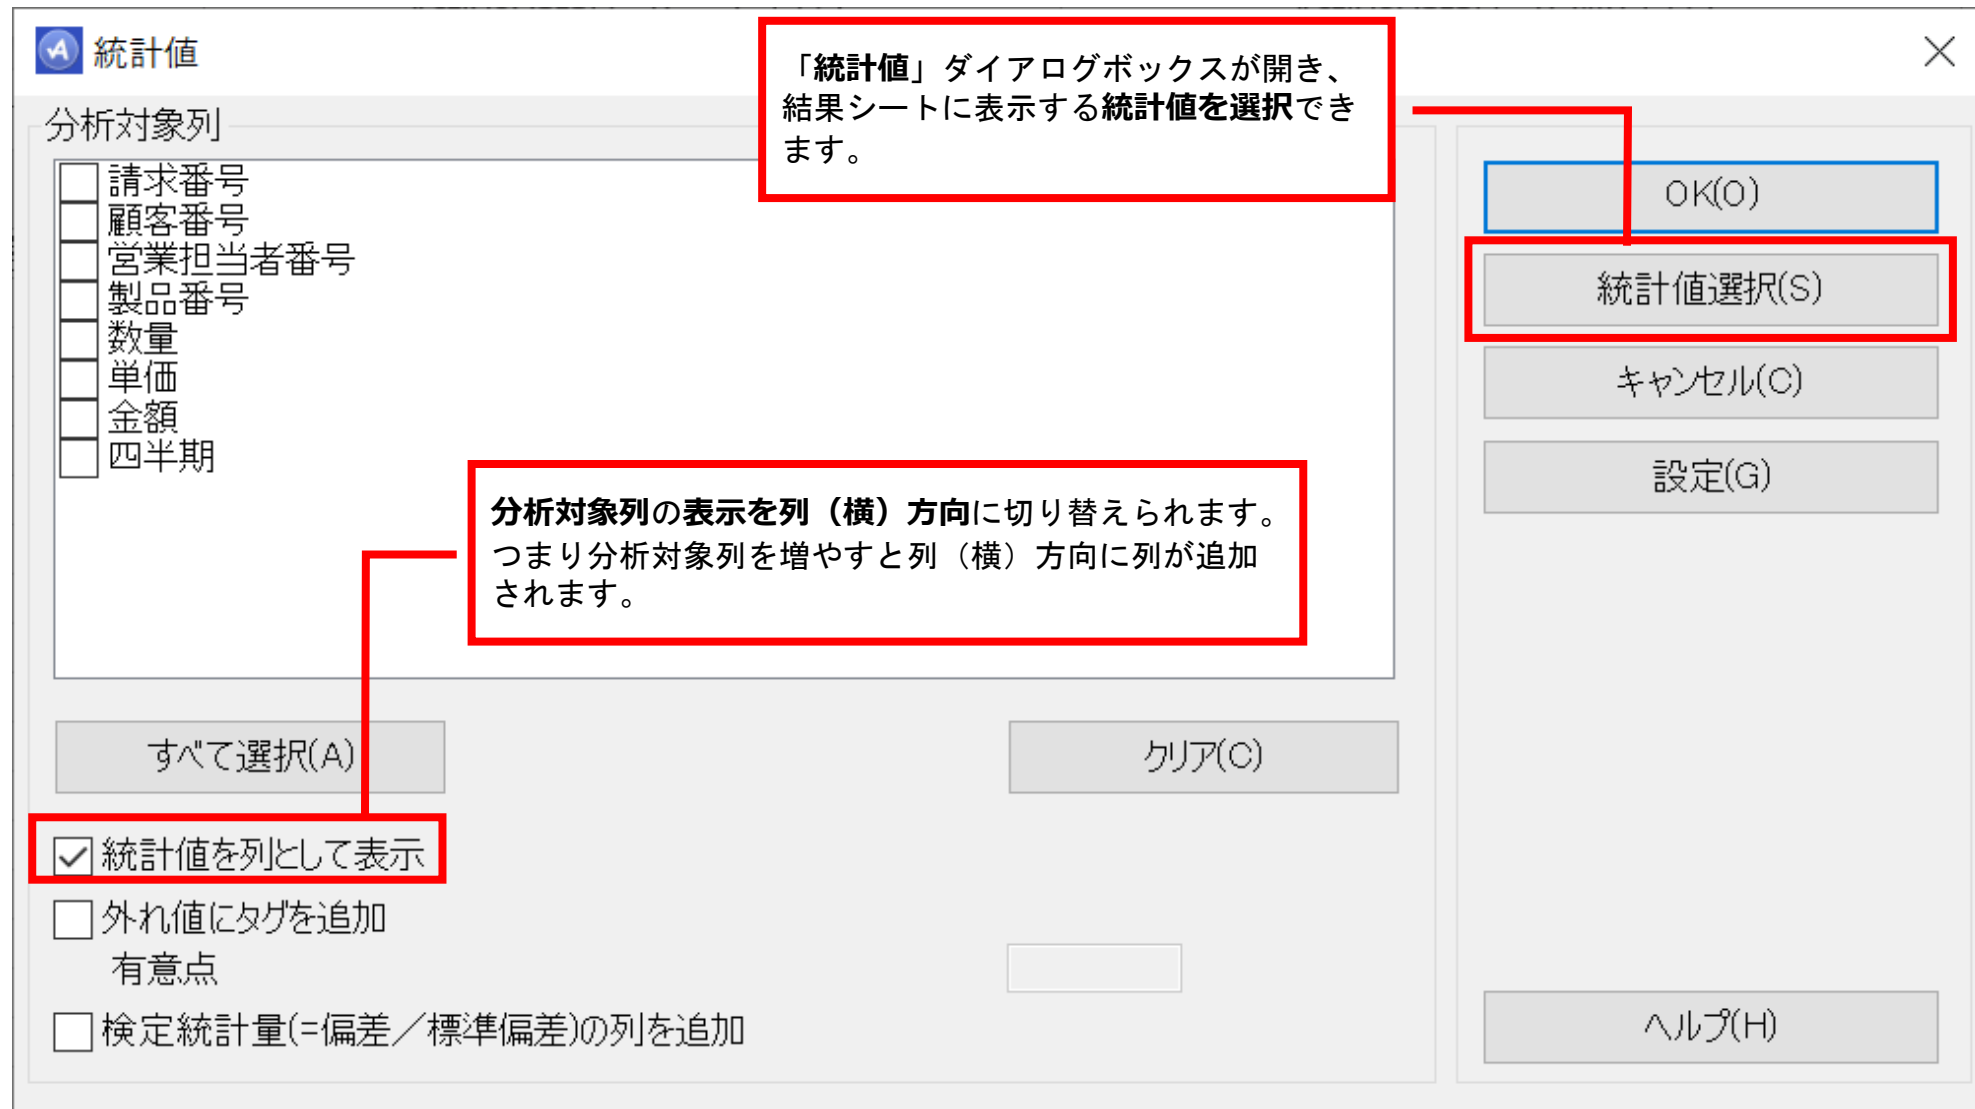 統計値
「統計値」ダイアログボックスが開き、
結果シートに表示する統計値を選択でき
ます。
分析対象列
請求番号
顧客番号
営業担当者番号
製品番号
数量
単価
金額
四半期
分析対象列の表示を列（横）方向に切り替えられます。
つまり分析対象列を増やすと列（横）方向に列が追加
されます。
すべて選択(A)
クリア(C)
統計値を列として表示
外れ値にタグを追加
有意点
検定統計量(=偏差／標準偏差)の列を追加
OK(O)
統計値選択(S)
キャンセル(C)
設定(G)
ヘルプ(H)